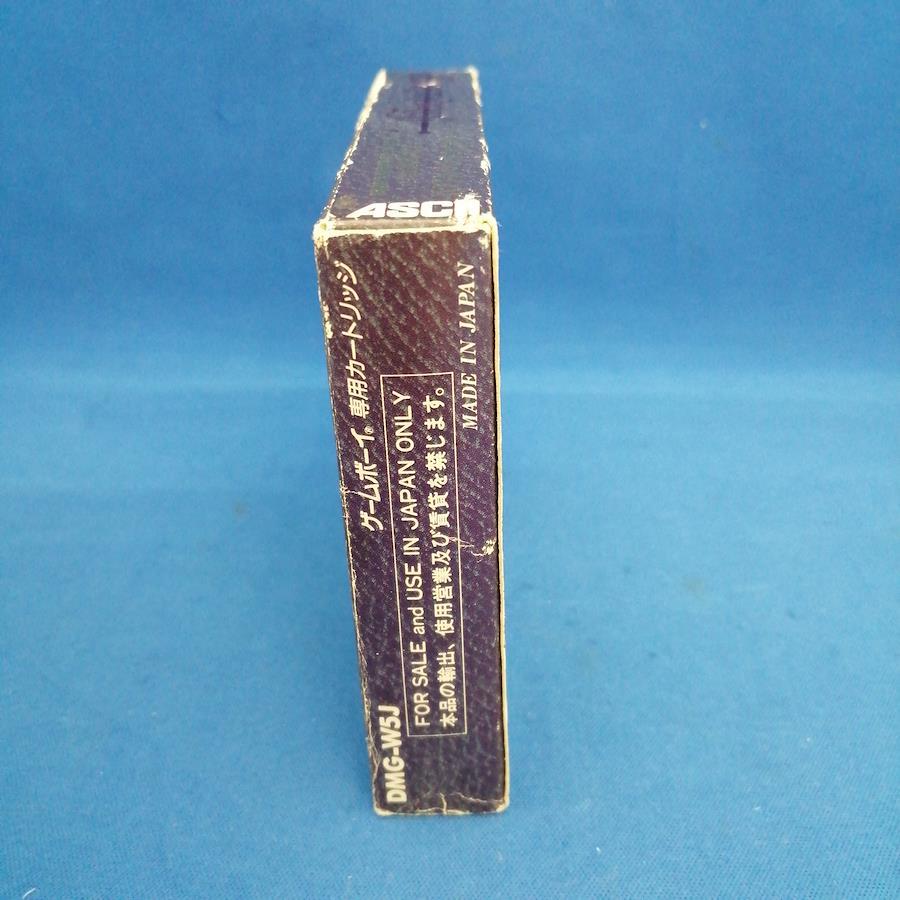 ASCII
ゲームボーイ® 専用カートリッジ
MADE IN JAPAN
FOR SALE and USE IN JAPAN ONLY
本品の輸出、使用営業及び賃貸を禁じます。
DMG-W5J